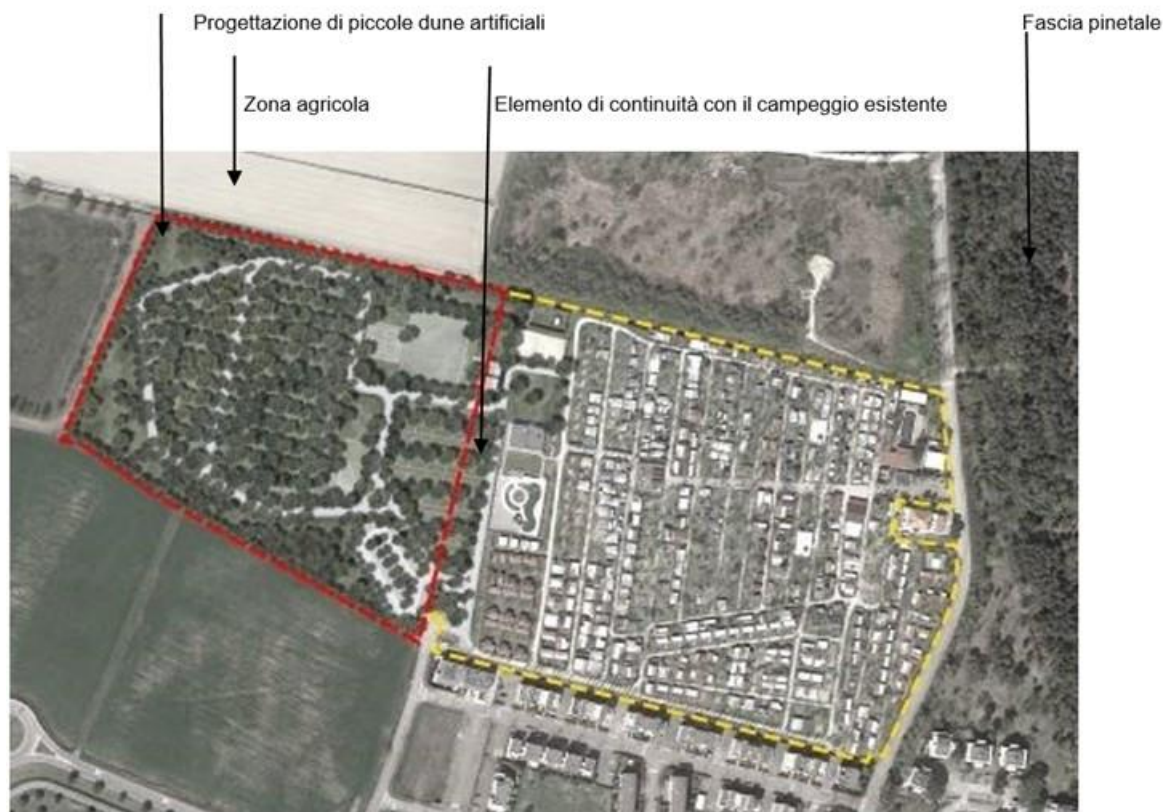 Progettazione di piccole dune artificiali
Fascia pinetale
Zona agricola
Elemento di continuità con il campeggio esistente